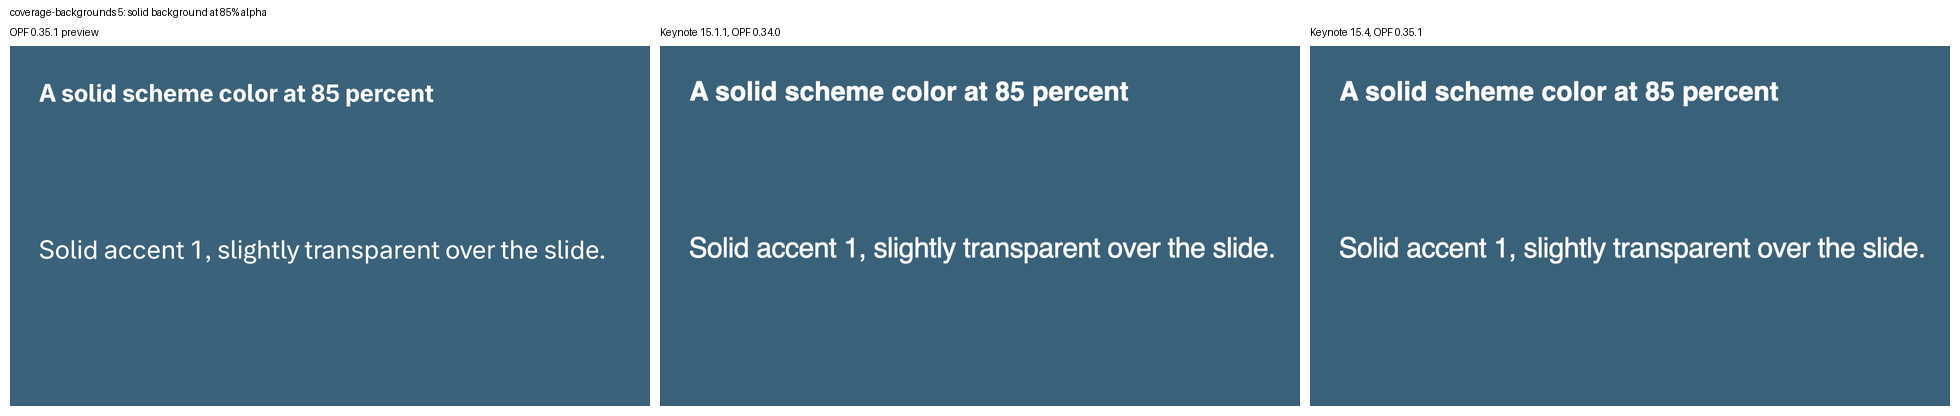 coverage-backgrounds 5: solid background at 85% alpha
OPF 0.35.1 preview
Keynote 15.1.1, OPF 0.34.0
Keynote 15.4, OPF 0.35.1
A solid scheme color at 85 percent
A solid scheme color at 85 percent
A solid scheme color at 85 percent
Solid accent 1, slightly transparent over the slide.
Solid accent 1, slightly transparent over the slide.
Solid accent 1, slightly transparent over the slide.